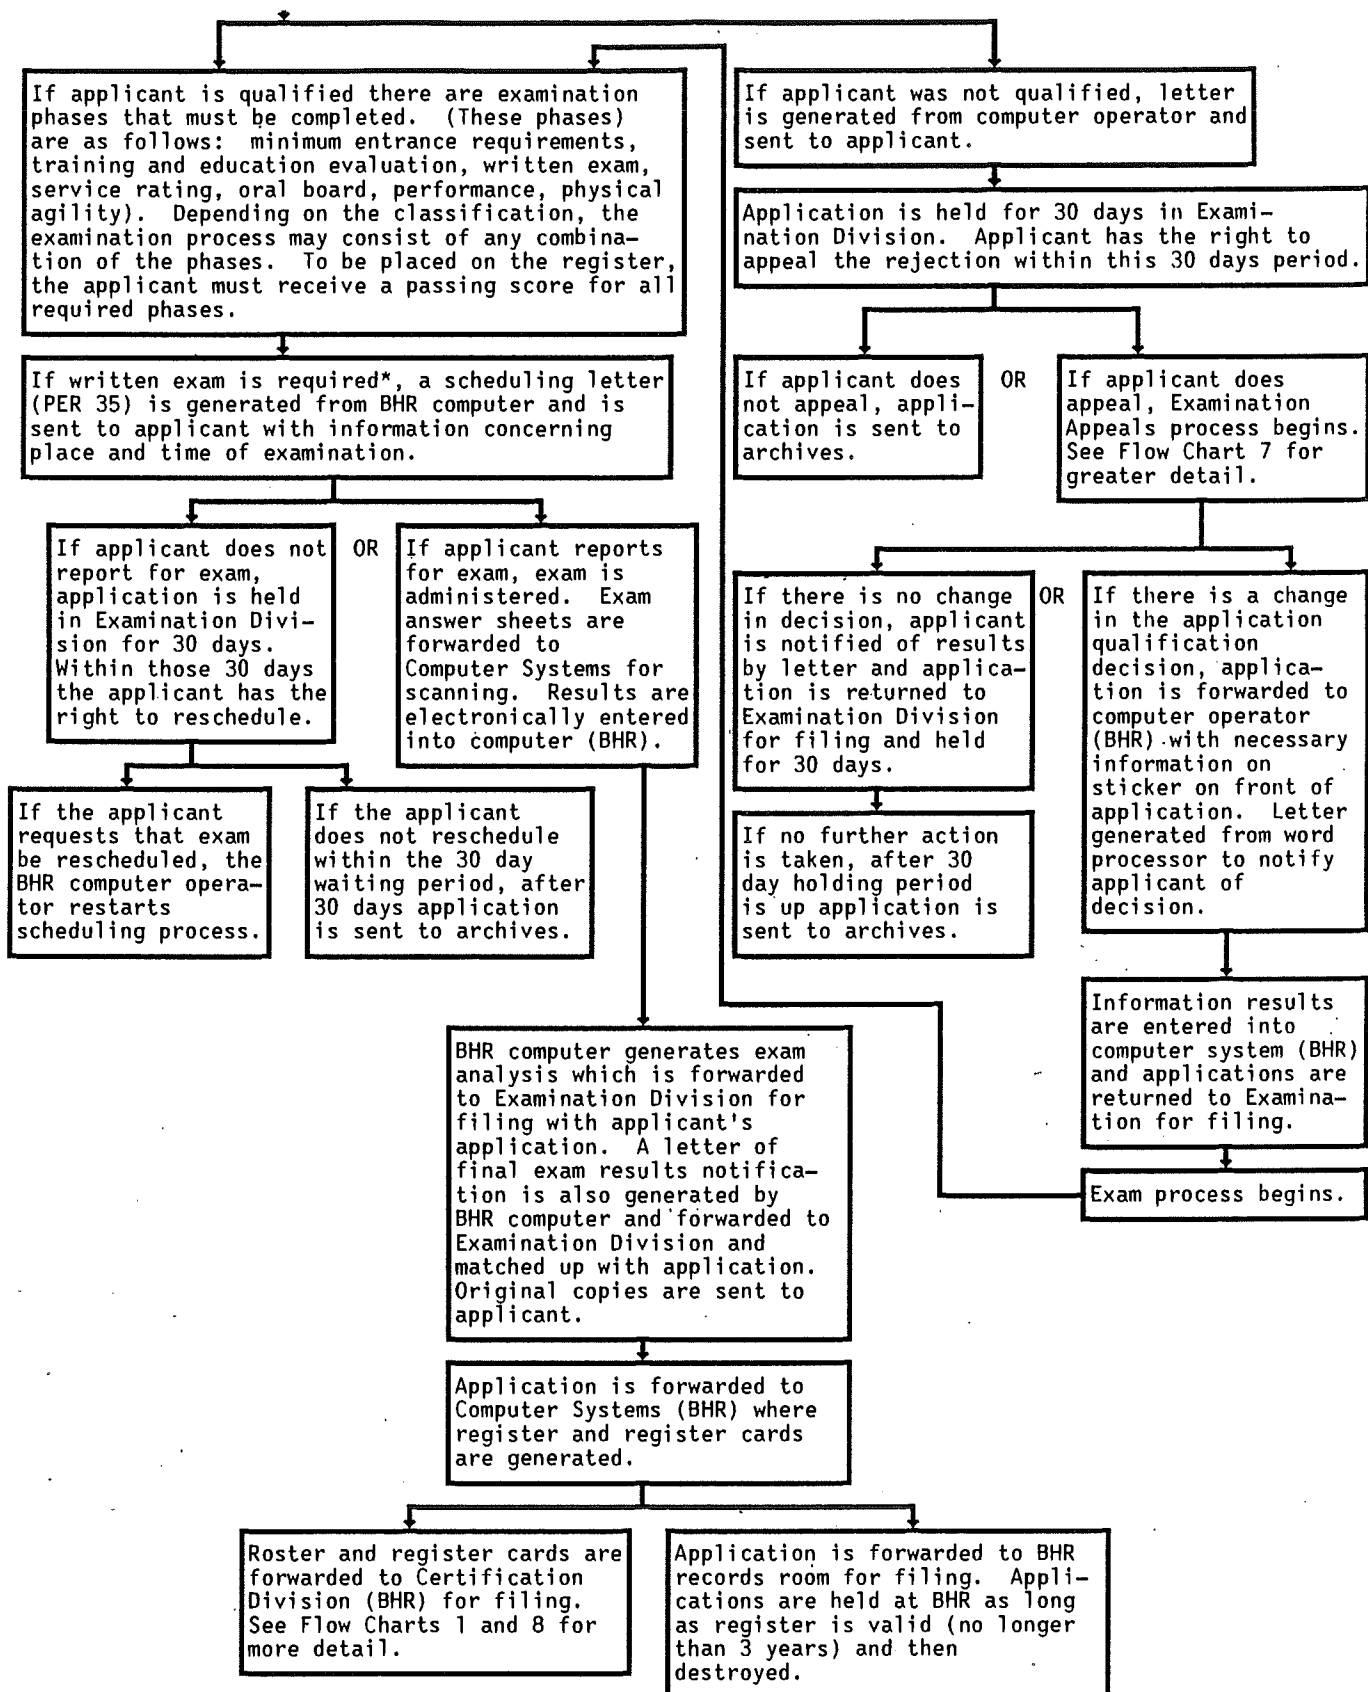 If applicant is qualified there are examination
phases that must be completed. (These phases)
are as follows: minimum entrance requirements,
training and education evaluation, written exam,
service rating, oral board, performance, physical
agility). Depending on the classification, the
examination process may consist of any combina-
tion of the phases. To be placed on the register,
the applicant must receive a passing score for all
required phases.
If written exam is required*, a scheduling letter
(PER 35) is generated from BHR computer and is
sent to applicant with information concerning
place and time of examination.
If applicant does not
report for exam,
application is held
in Examination Divi-
sion for 30 days.
Within those 30 days
the applicant has the
right to reschedule.
OR
If applicant reports
for exam, exam is
administered. Exam
answer sheets are
forwarded to
Computer Systems for
scanning. Results are
electronically entered
into computer (BHR).
If the applicant
requests that exam
be rescheduled, the
BHR computer opera-
tor restarts
scheduling process.
If the applicant
does not reschedule
within the 30 day
waiting period, after
30 days application
is sent to archives.
If applicant was not qualified, letter
is generated from computer operator and
sent to applicant.
Application is held for 30 days in Exami-
nation Division. Applicant has the right to
appeal the rejection within this 30 days period.
If applicant does
not appeal, appli-
cation is sent to
archives.
OR
If applicant does
appeal, Examination
Appeals process begins.
See Flow Chart 7 for
greater detail.
If there is no change
in decision, applicant
is notified of results
by letter and applica-
tion is returned to
Examination Division
for filing and held
for 30 days.
OR
If there is a change
in the application
qualification
decision, applica-
tion is forwarded to
computer operator
(BHR) with necessary
information on
sticker on front of
application. Letter
generated from word
processor to notify
applicant of
decision.
If no further action
is taken, after 30
day holding period
is up application is
sent to archives.
Information results
are entered into
computer system (BHR)
and applications are
returned to Examina-
tion for filing.
Exam process begins.
BHR computer generates exam
analysis which is forwarded
to Examination Division for
filing with applicant's
application. A letter of
final exam results notifica-
tion is also generated by
BHR computer and forwarded to
Examination Division and
matched up with application.
Original copies are sent to
applicant.
Application is forwarded to
Computer Systems (BHR) where
register and register cards
are generated.
Roster and register cards are
forwarded to Certification
Division (BHR) for filing.
See Flow Charts 1 and 8 for
more detail.
Application is forwarded to BHR
records room for filing. Appli-
cations are held at BHR as long
as register is valid (no longer
than 3 years) and then
destroyed.